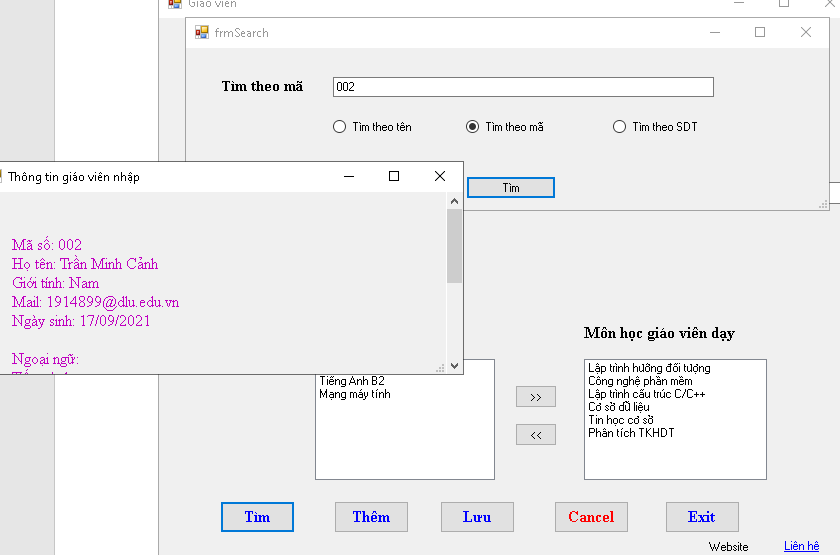 Giáo viên
frmSearch
Tìm theo mã
002
Tìm theo tên
Tìm theo mã
Tìm theo SDT
Thông tin giáo viên nhập
Tìm
Mã số: 002
Họ tên: Trần Minh Cảnh
Giới tính: Nam
Mail: 1914899@dlu.edu.vn
Ngày sinh: 17/09/2021
Ngoại ngữ:
Môn học giáo viên dạy
Tiếng Anh B2
Mạng máy tính
>>
<<
Lập trình hướng đối tượng
Công nghệ phần mềm
Lập trình cấu trúc C/C++
Cơ sở dữ liệu
Tin học cơ sở
Phân tích TKHDT
Tìm
Thêm
Lưu
Cancel
Exit
Website
Liên hê